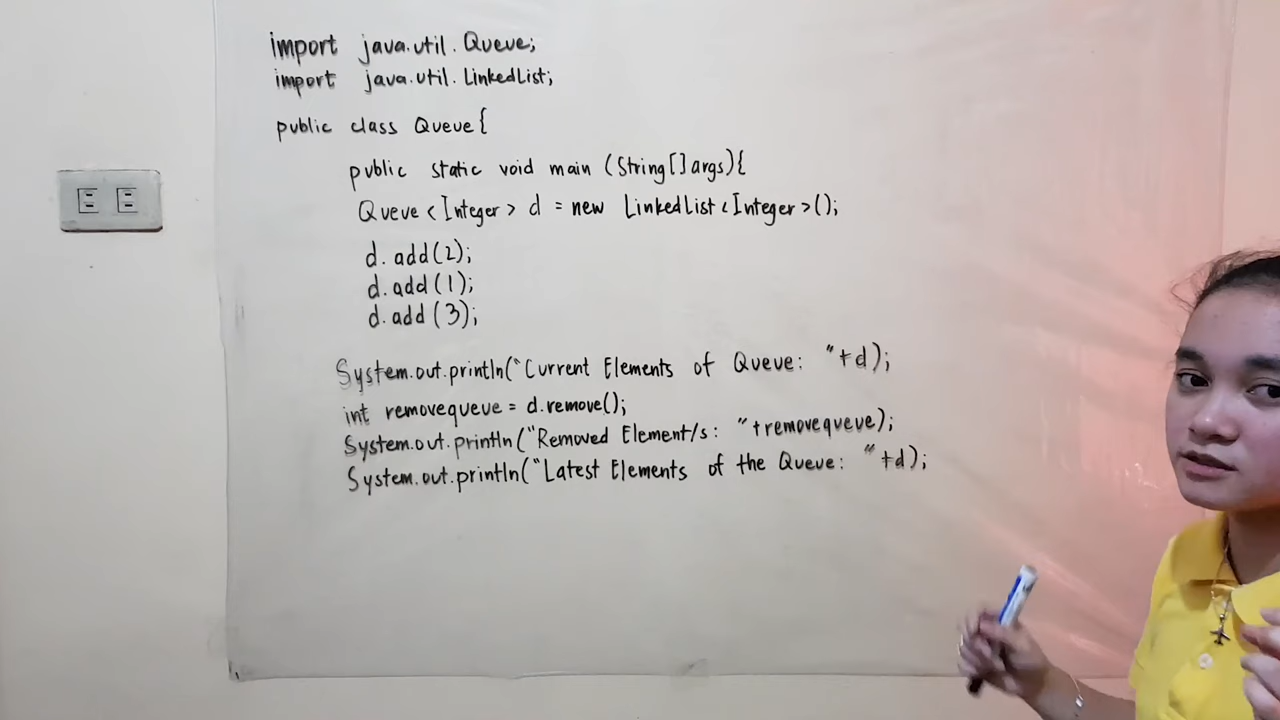 import java.util.Queue;
import java.util.LinkedList;
public class Queue{
public static void main (String[] args){
Queue <Integer> d = new LinkedList <Integer>();
d. add(2);
d. add(1);
d. add(3);
System.out.println("Current Elements of Queue: "+d);
int removequeue = d.remove();
System.out.println("Removed Element/s: "+removequeue);
System.out.println("Latest Elements of the Queue: "+d);